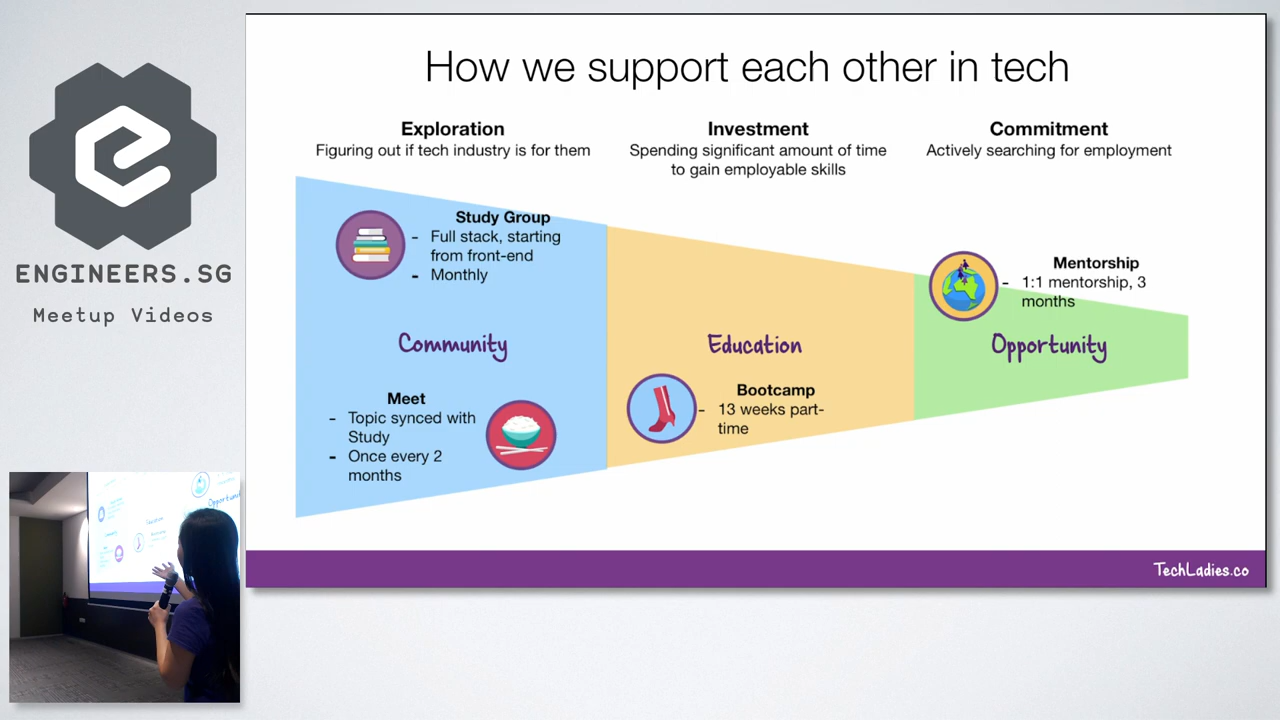 ENGINEERS.SG
Meetup Videos
How we support each other in tech
Exploration
Figuring out if tech industry is for them
Investment
Spending significant amount of time
to gain employable skills
Commitment
Actively searching for employment
Study Group
- Full stack, starting
from front-end
- Monthly
Mentorship
- 1:1 mentorship, 3
months
Community
Education
Opportunity
Meet
- Topic synced with
Study
- Once every 2
months
Bootcamp
- 13 weeks part-
time
TechLadies.co
Opportunit